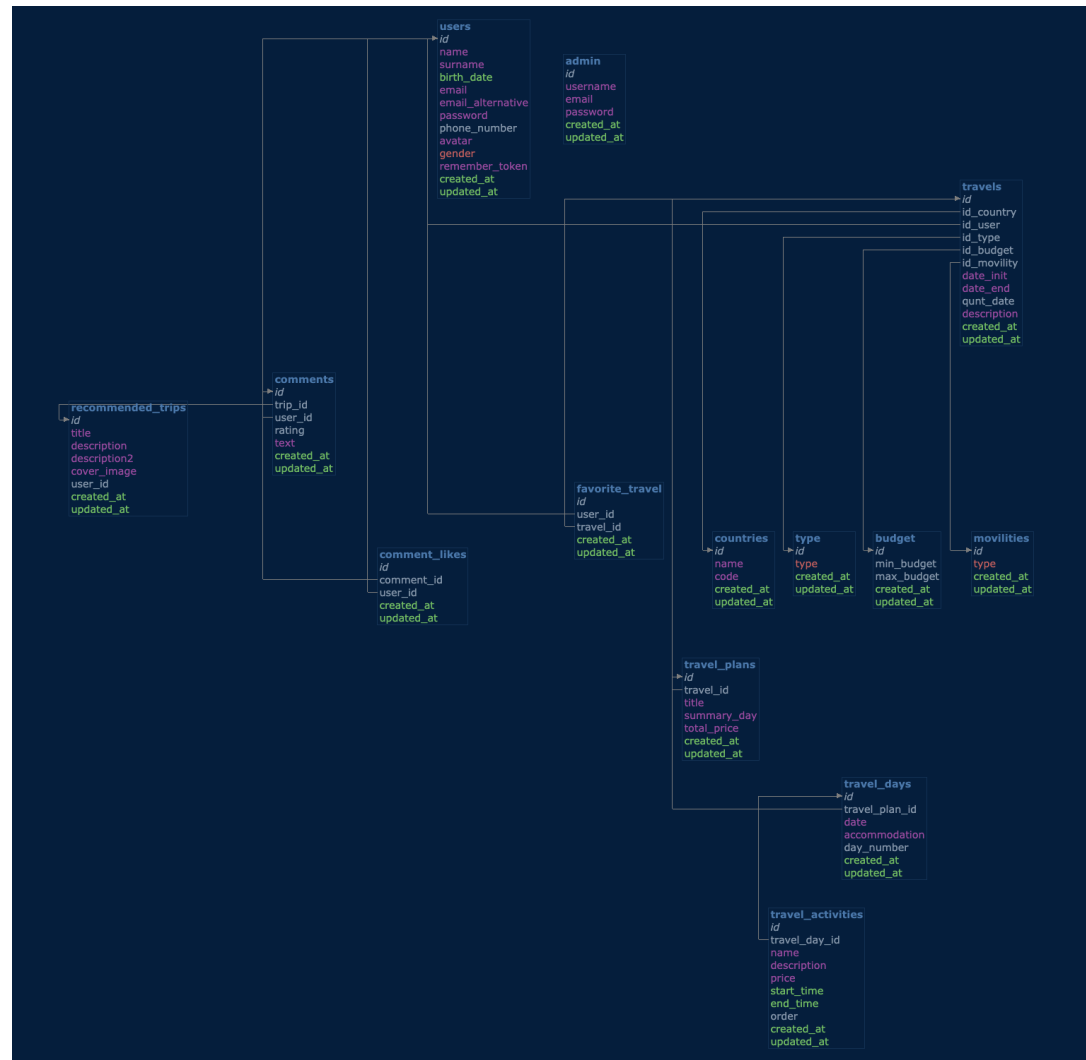 users
id
name
surname
birth_date
email
email_alternative
password
phone_number
avatar
gender
remember_token
created_at
updated_at
admin
id
username
email
password
created_at
updated_at
travels
id
id_country
id_user
id_type
id_budget
id_movility
date_init
date_end
qunt_date
description
created_at
updated_at
comments
id
trip_id
user_id
rating
text
created_at
updated_at
recommended_trips
id
title
description
description2
cover_image
user_id
created_at
updated_at
favorite_travel
id
user_id
travel_id
created_at
updated_at
comment_likes
id
comment_id
user_id
created_at
updated_at
countries
id
name
code
created_at
updated_at
type
id
type
created_at
updated_at
budget
id
min_budget
max_budget
created_at
updated_at
movilities
id
type
created_at
updated_at
travel_plans
id
travel_id
title
summary_day
total_price
created_at
updated_at
travel_days
id
travel_plan_id
date
accommodation
day_number
created_at
updated_at
travel_activities
id
travel_day_id
name
description
price
start_time
end_time
order
created_at
updated_at